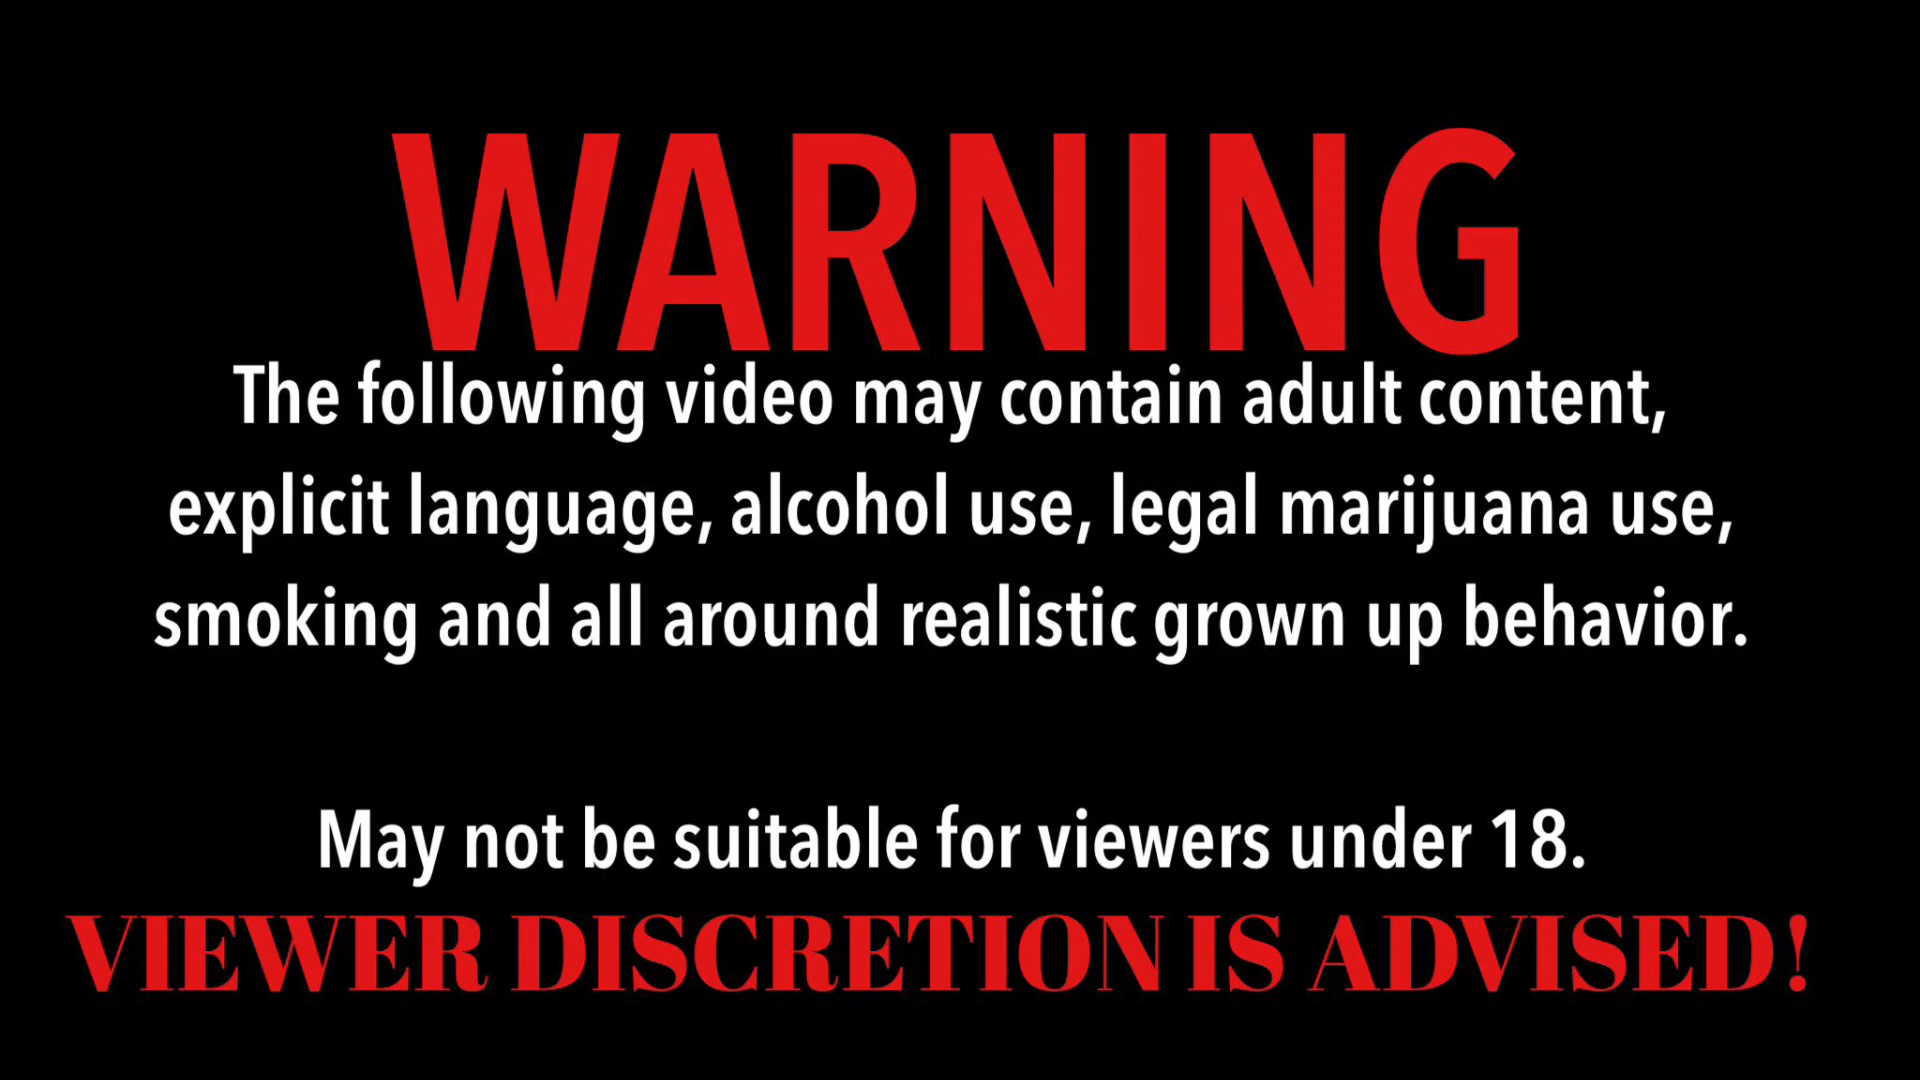 WARNING
The following video may contain adult content,
explicit language, alcohol use, legal marijuana use,
smoking and all around realistic grown up behavior.
May not be suitable for viewers under 18.
VIEWER DISCRETION IS ADVISED!